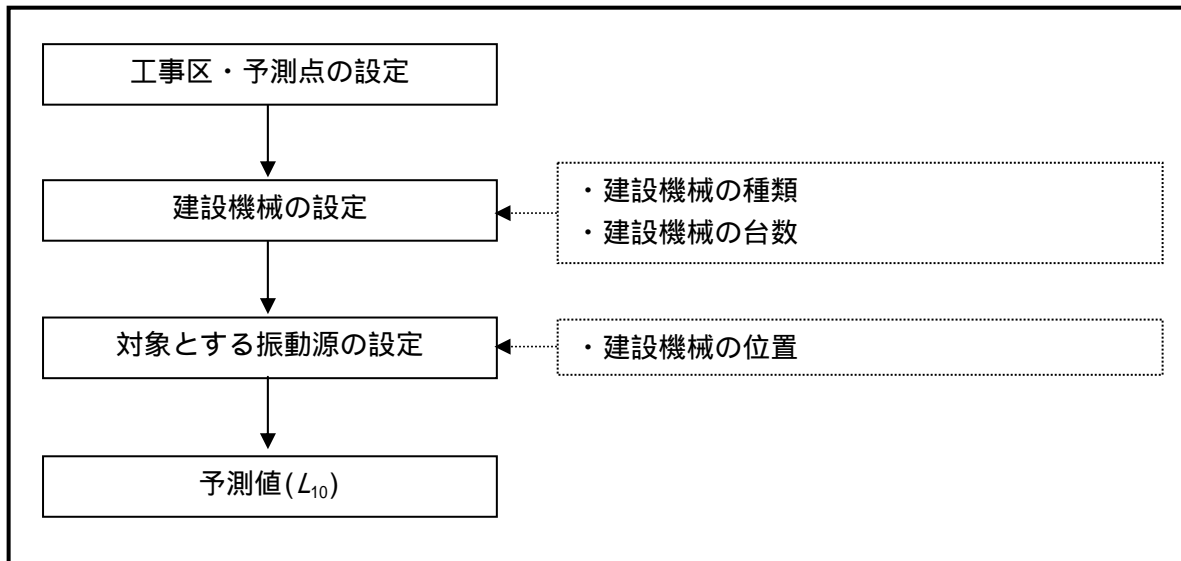 工事区・予測点の設定
建設機械の設定
・建設機械の種類
・建設機械の台数
対象とする振動源の設定
・建設機械の位置
予測値(L10)